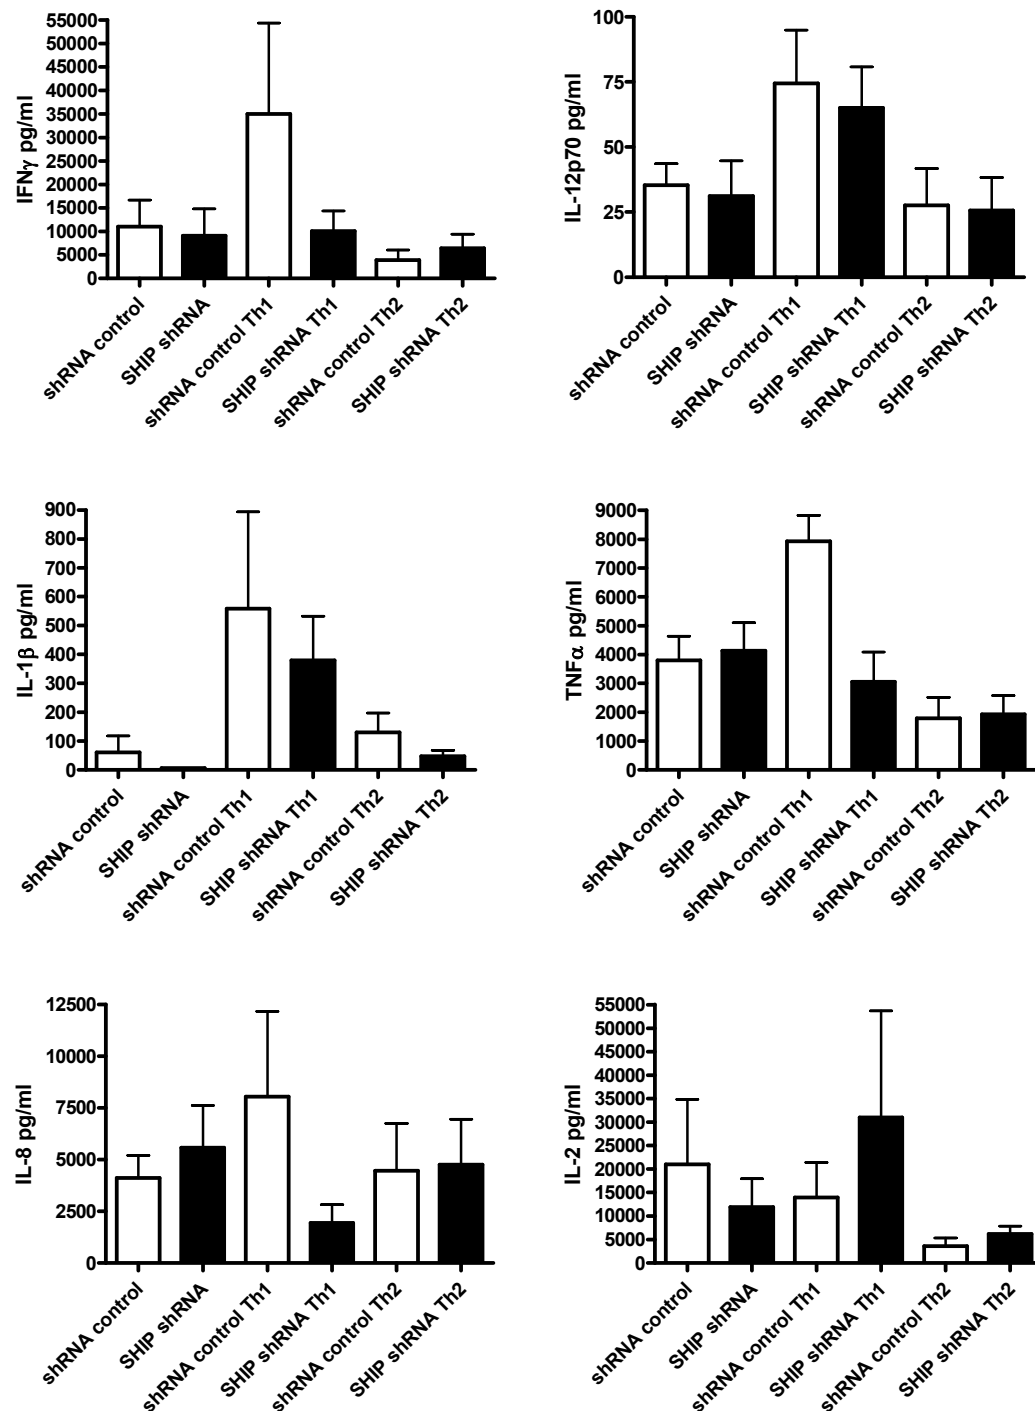 IFNγ pg/ml
55000
50000
45000
40000
35000
30000
25000
20000
15000
10000
5000
0
shRNA control
SHIP shRNA
shRNA control Th1
SHIP shRNA Th1
shRNA control Th2
SHIP shRNA Th2
IL-12p70 pg/ml
100
75
50
25
0
shRNA control
SHIP shRNA
shRNA control Th1
SHIP shRNA Th1
shRNA control Th2
SHIP shRNA Th2
IL-1β pg/ml
900
800
700
600
500
400
300
200
100
0
shRNA control
SHIP shRNA
shRNA control Th1
SHIP shRNA Th1
shRNA control Th2
SHIP shRNA Th2
TNFα pg/ml
9000
8000
7000
6000
5000
4000
3000
2000
1000
0
shRNA control
SHIP shRNA
shRNA control Th1
SHIP shRNA Th1
shRNA control Th2
SHIP shRNA Th2
IL-8 pg/ml
12500
10000
7500
5000
2500
0
shRNA control
SHIP shRNA
shRNA control Th1
SHIP shRNA Th1
shRNA control Th2
SHIP shRNA Th2
IL-2 pg/ml
55000
50000
45000
40000
35000
30000
25000
20000
15000
10000
5000
0
shRNA control
SHIP shRNA
shRNA control Th1
SHIP shRNA Th1
shRNA control Th2
SHIP shRNA Th2